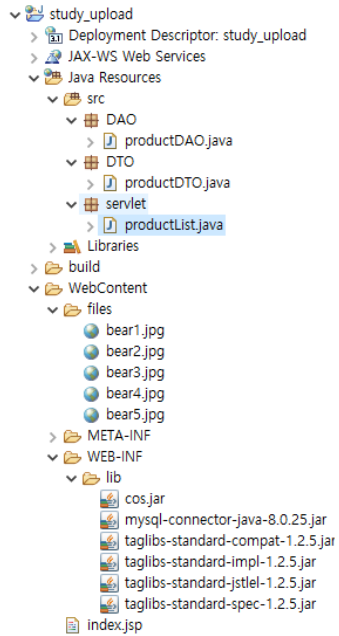 study_upload
3.1 Deployment Descriptor: study_upload
JAX-WS Web Services
Java Resources
src
DAO
productDAO.java
DTO
productDTO.java
servlet
productList.java
Libraries
build
WebContent
files
bear1.jpg
bear2.jpg
bear3.jpg
bear4.jpg
bear5.jpg
META-INF
WEB-INF
lib
cos.jar
mysql-connector-java-8.0.25.jar
taglibs-standard-compat-1.2.5.jar
taglibs-standard-impl-1.2.5.jar
taglibs-standard-jstlel-1.2.5.jar
taglibs-standard-spec-1.2.5.jar
index.jsp